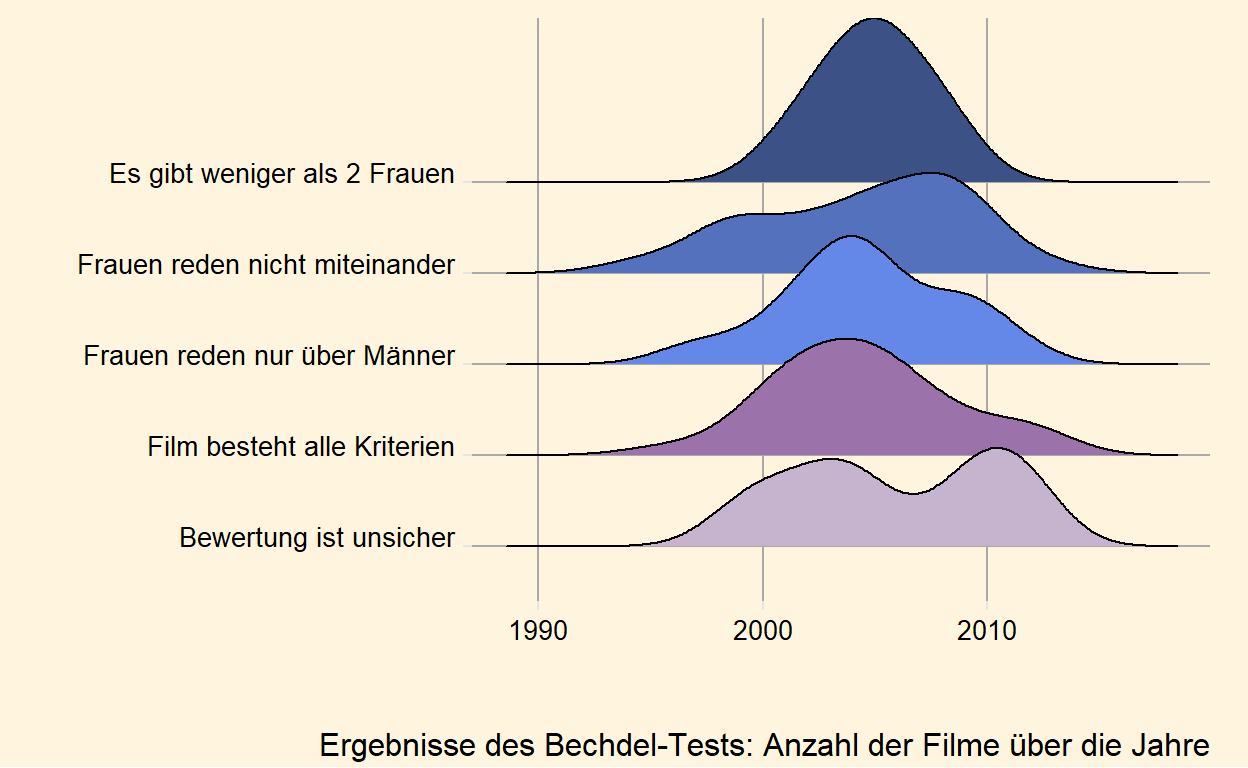 Es gibt weniger als 2 Frauen
Frauen reden nicht miteinander
Frauen reden nur über Männer
Film besteht alle Kriterien
Bewertung ist unsicher
1990 2000 2010
Ergebnisse des Bechdel-Tests: Anzahl der Filme über die Jahre